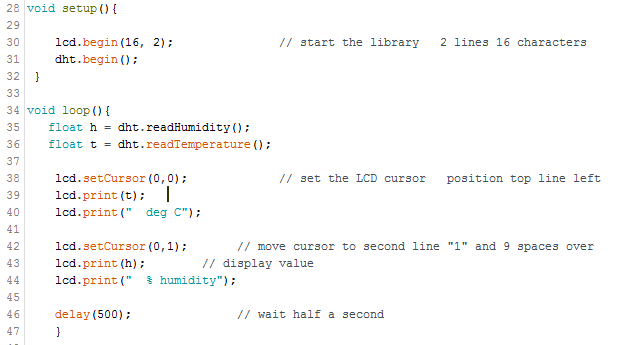 28 void setup(){
29
30 lcd.begin(16, 2); // start the library 2 lines 16 characters
31 dht.begin();
32 }
33
34 void loop(){
35 float h = dht.readHumidity();
36 float t = dht.readTemperature();
37
38 lcd.setCursor(0,0); // set the LCD cursor position top line left
39 lcd.print(t);
40 lcd.print("  deg C");
41
42 lcd.setCursor(0,1); // move cursor to second line "1" and 9 spaces over
43 lcd.print(h); // display value
44 lcd.print("  % humidity");
45
46 delay(500); // wait half a second
47 }